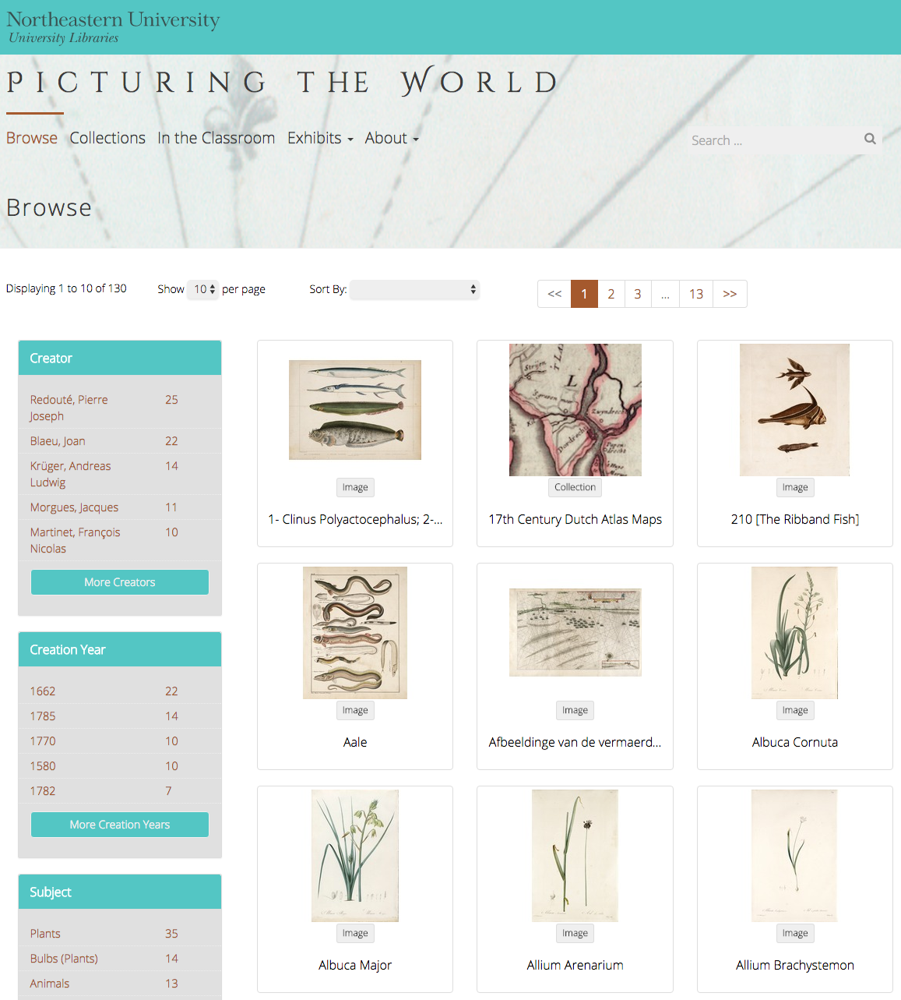 Northeastern University
University Libraries
PICTURING THE WORLD
Browse Collections In the Classroom Exhibits About
Search ...
Browse
Displaying 1 to 10 of 130 Show 10 per page Sort By: << 1 2 3 ... 13 >>
Creator
Redouté, Pierre 25
Joseph
Blaeu, Joan 22
Krüger, Andreas 14
Ludwig
Morgues, Jacques 11
Martinet, François 10
Nicolas
More Creators
Creation Year
1662 22
1785 14
1770 10
1580 10
1782 7
More Creation Years
Subject
Plants 35
Bulbs (Plants) 14
Animals 13
Image
1- Clinus Polyactocephalus; 2-...
Strijen
L
Zwyndrecht
Dordrecht
Collection
17th Century Dutch Atlas Maps
Image
210 [The Ribband Fish]
Image
Aale
Image
Afbeeldinge van de vermaerd...
Image
Albuca Cornuta
Image
Albuca Major
Image
Allium Arenarium
Image
Allium Brachystemon